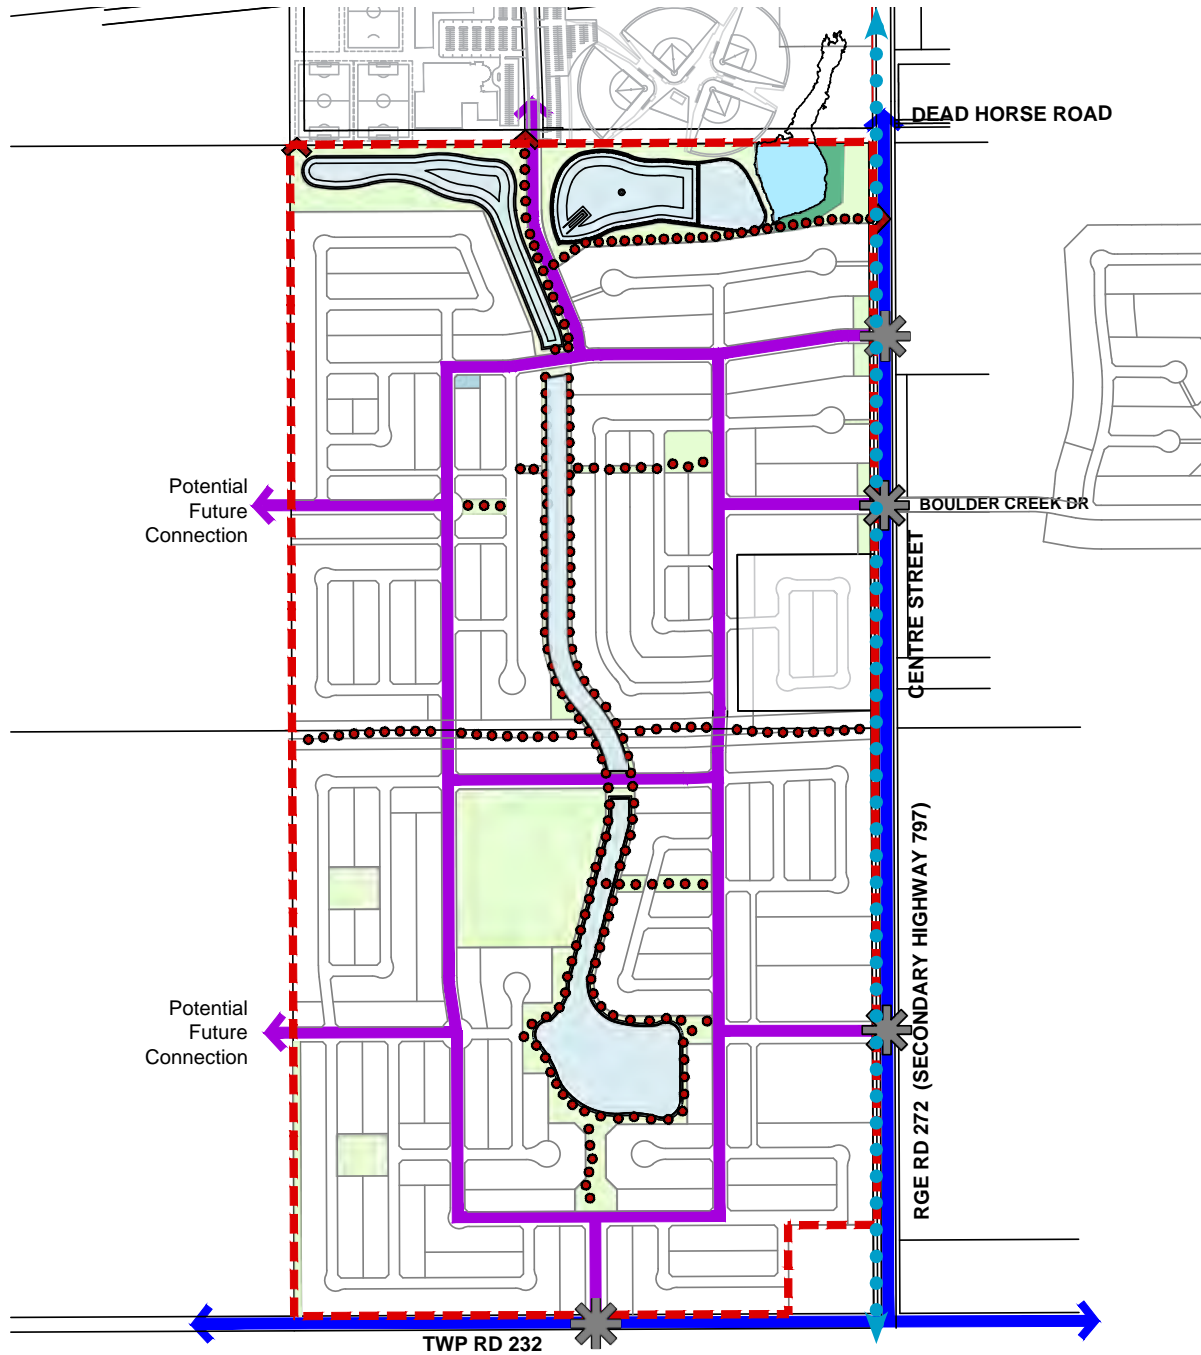 DEAD HORSE ROAD
Potential
Future
Connection
BOULDER CREEK DR
CENTRE STREET
RGE RD 272 (SECONDARY HIGHWAY 797)
Potential
Future
Connection
TWP RD 232